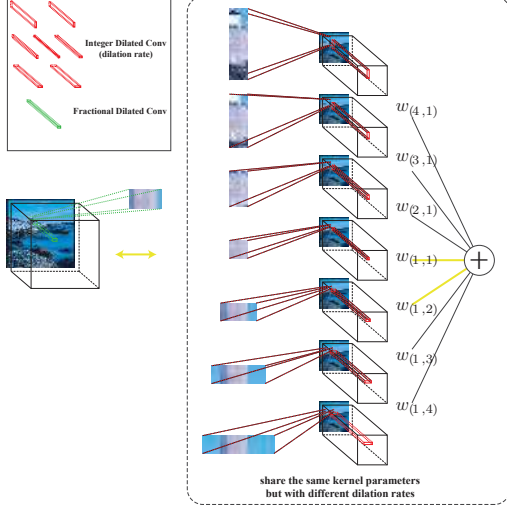 Integer Dilated Conv
(dilation rate)
Fractional Dilated Conv
w(4,1)
w(3,1)
w(2,1)
w(1,1)
w(1,2)
w(1,3)
w(1,4)
+
share the same kernel parameters
but with different dilation rates